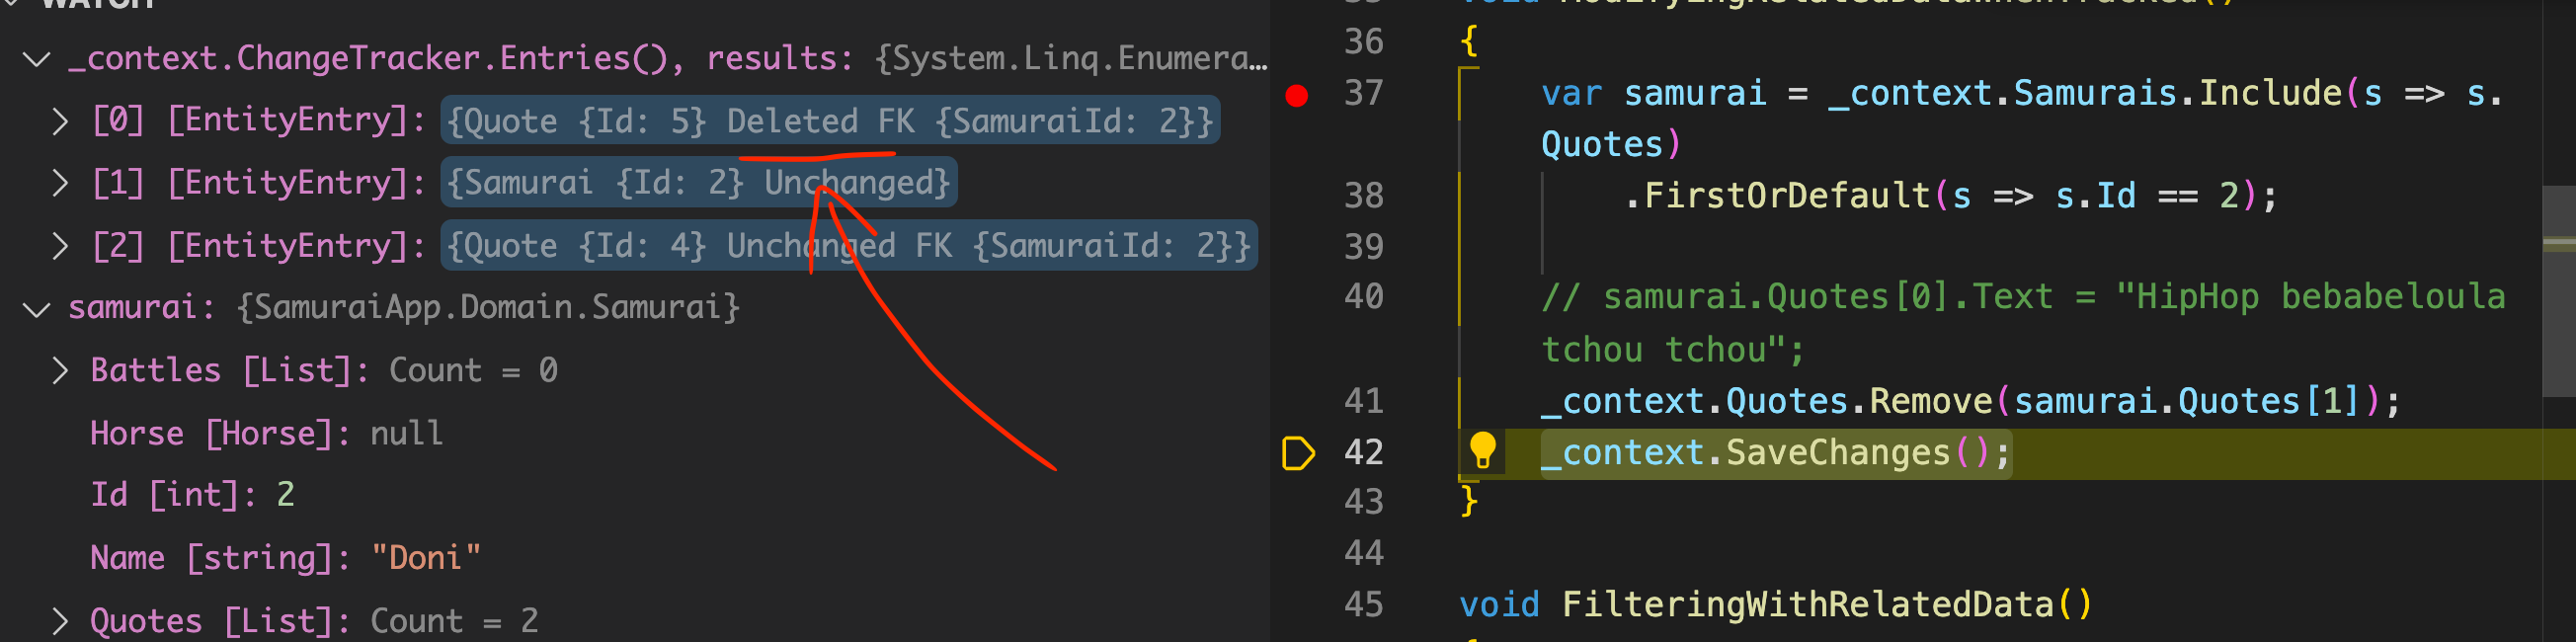 WATCH
_context.ChangeTracker.Entries(), results: {System.Linq.Enumera…
[0] [EntityEntry]: {Quote {Id: 5} Deleted FK {SamuraiId: 2}}
[1] [EntityEntry]: {Samurai {Id: 2} Unchanged}
[2] [EntityEntry]: {Quote {Id: 4} Unchanged FK {SamuraiId: 2}}
samurai: {SamuraiApp.Domain.Samurai}
Battles [List]: Count = 0
Horse [Horse]: null
Id [int]: 2
Name [string]: "Doni"
Quotes [List]: Count = 2
35 void ModifyingRelatedDataWhenTracked()
36 {
37 var samurai = _context.Samurais.Include(s => s.
Quotes)
38 .FirstOrDefault(s => s.Id == 2);
39
40 // samurai.Quotes[0].Text = "HipHop bebabeloula
tchou tchou";
41 _context.Quotes.Remove(samurai.Quotes[1]);
42 _context.SaveChanges();
43 }
44
45 void FilteringWithRelatedData()